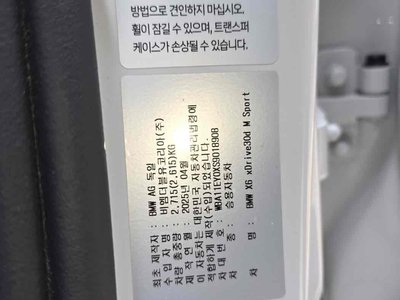 방법으로 견인하지 마십시오.
휠이 잠길 수 있으며, 트랜스퍼
케이스가 손상될 수 있습니다.
최초 제작자 : BMW AG 독일
수 입 자 명 : 비엠더블유코리아(주)
차량 총중량 : 2,715(2,615)KG
제 작 연 월 : 2025년 04월
이 자동차는 대한민국 자동차관리법령에
적합하게 제작(수입)되었습니다.
차 대 번 호 : WBA11EY0XS9D18908
차 종 : 승용자동차
차 명 : BMW X6 xDrive30d M Sport